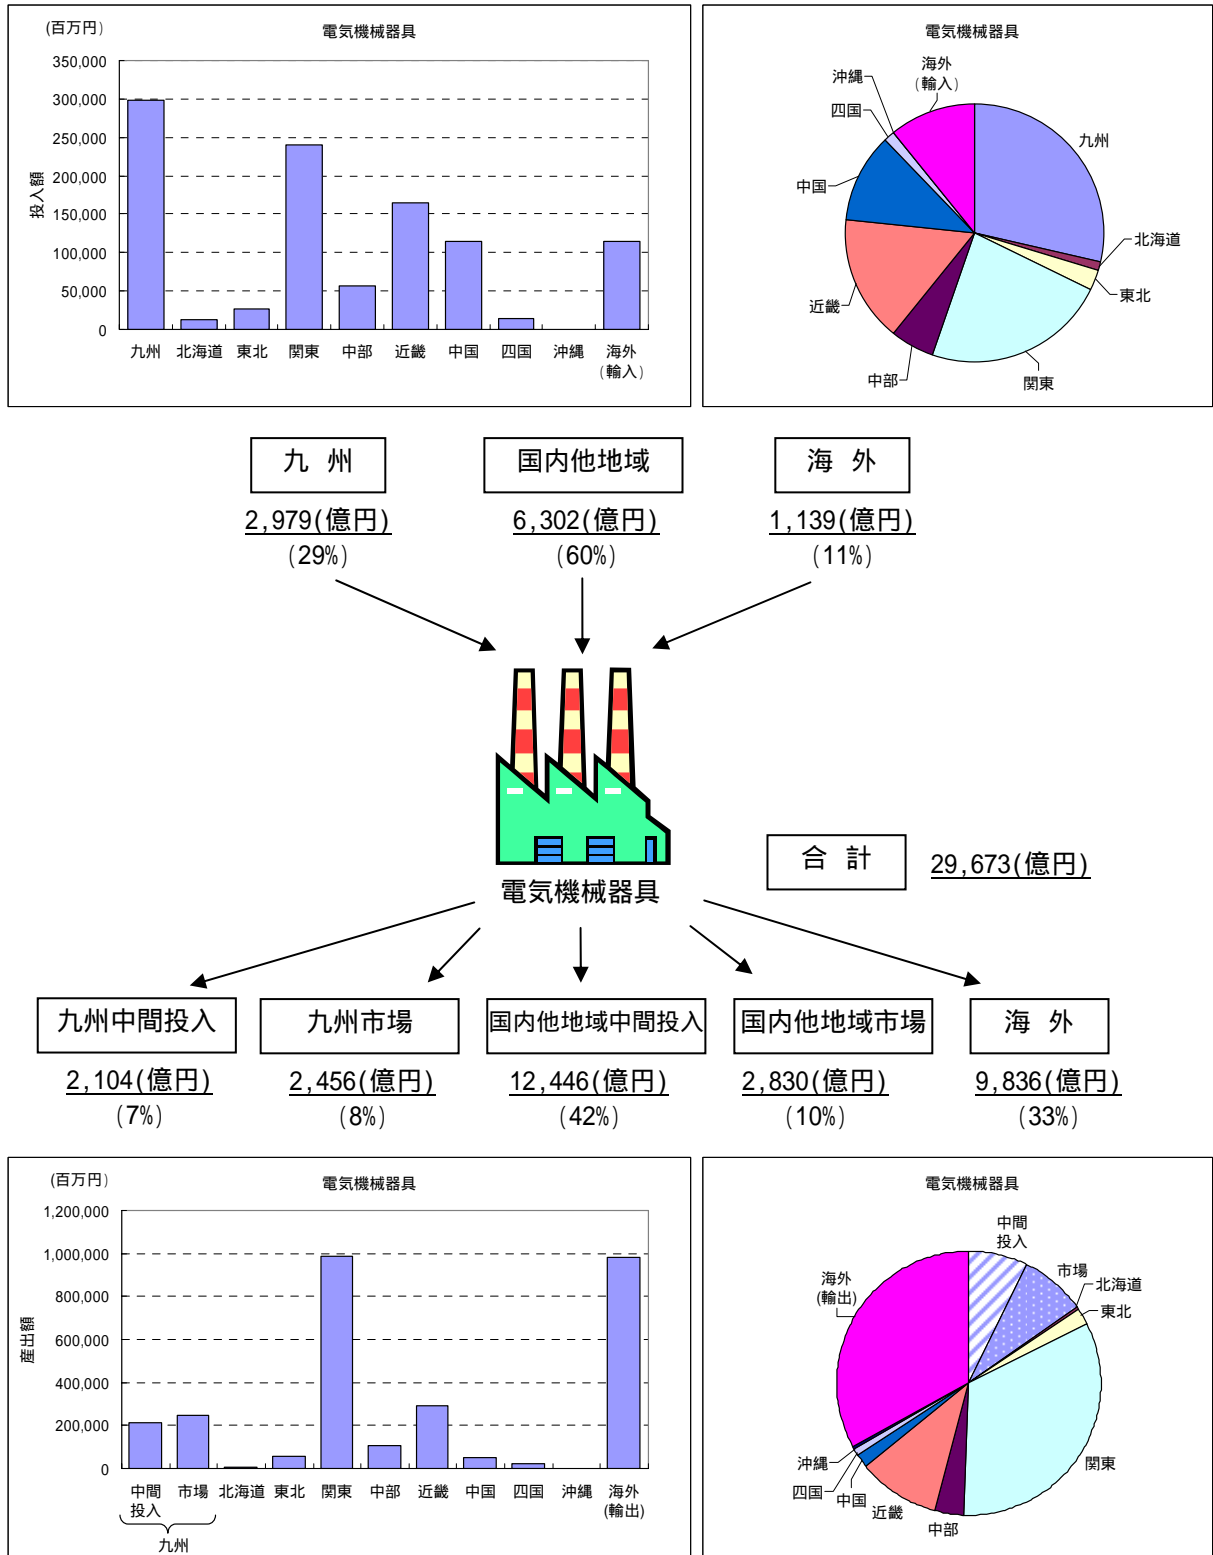 (百万円)
電気機械器具
350,000
300,000
250,000
200,000
150,000
100,000
50,000
0
投入額
九州 北海道 東北 関東 中部 近畿 中国 四国 沖縄 海外
(輸入)
電気機械器具
海外
(輸入)
沖縄
四国
九州
中国
北海道
東北
近畿
関東
中部
九 州
国内他地域
海 外
2,979(億円)
6,302(億円)
1,139(億円)
(29%)
(60%)
(11%)
合 計
29,673(億円)
電気機械器具
九州中間投入
九州市場
国内他地域中間投入
国内他地域市場
海 外
2,104(億円)
2,456(億円)
12,446(億円)
2,830(億円)
9,836(億円)
(7%)
(8%)
(42%)
(10%)
(33%)
(百万円)
電気機械器具
1,200,000
1,000,000
800,000
600,000
400,000
200,000
0
産出額
中間 市場 北海道 東北 関東 中部 近畿 中国 四国 沖縄 海外
投入 (輸出)
九州
電気機械器具
中間
投入
市場
北海道
東北
海外
(輸出)
関東
沖縄
四国
中国
近畿
中部